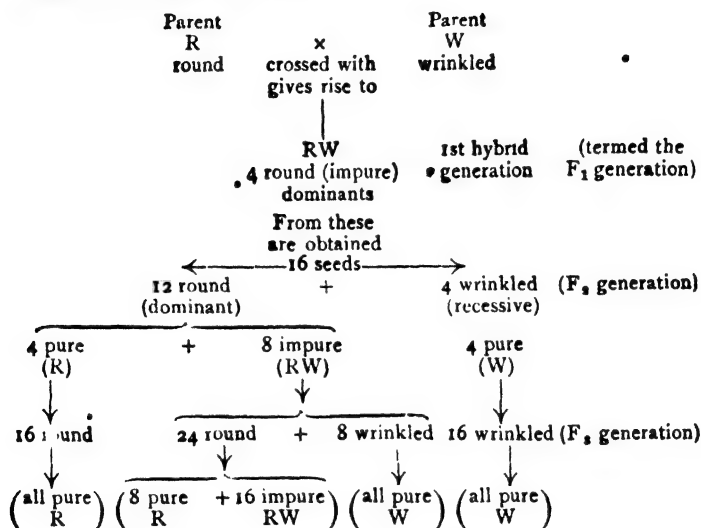 Parent Parent
R × W
round crossed with wrinkled
gives rise to
RW 1st hybrid (termed the
4 round (impure) generation F₁ generation)
dominants
From these
are obtained
16 seeds
12 round + 4 wrinkled (F₂ generation)
(dominant) (recessive)
4 pure + 8 impure 4 pure
(R) (RW) (W)
16 round 24 round + 8 wrinkled 16 wrinkled (F₃ generation)
(all pure (8 pure + 16 impure) (all pure) (all pure)
R R RW W W